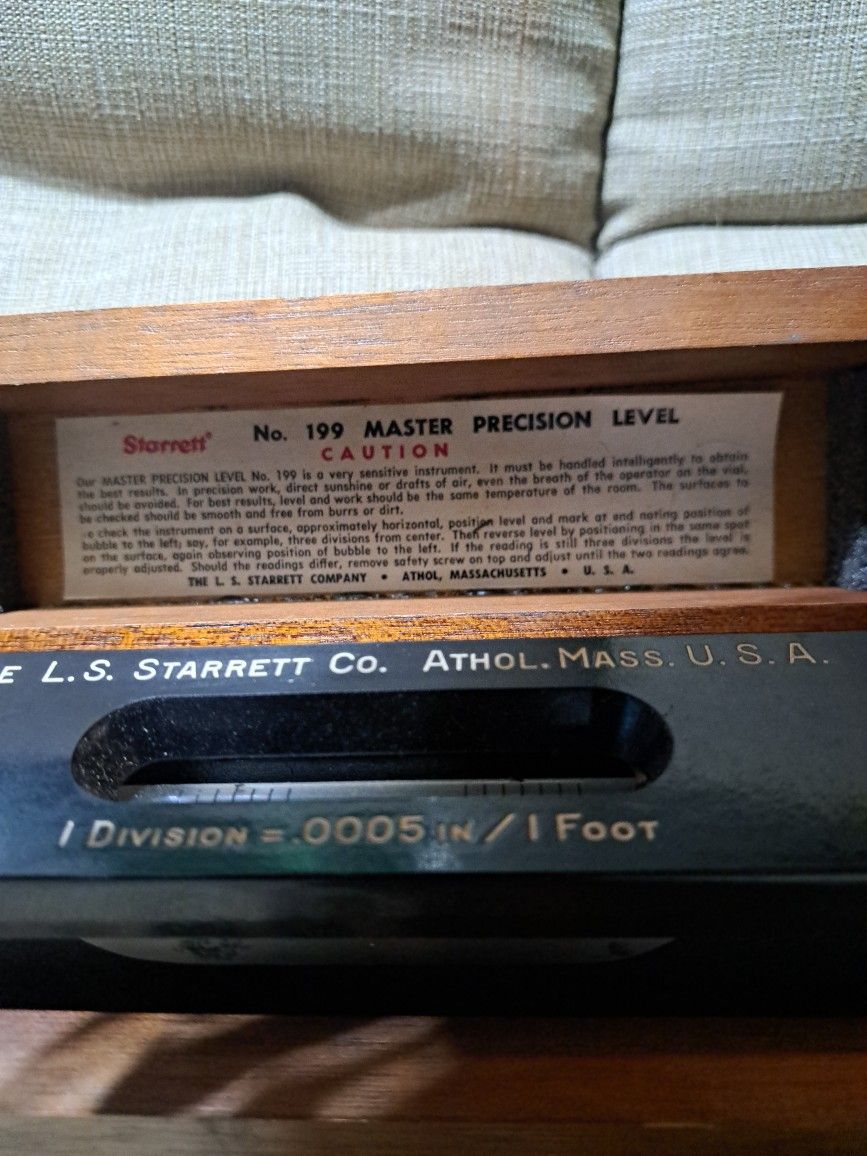 Starrett® No. 199 MASTER PRECISION LEVEL
CAUTION
Our MASTER PRECISION LEVEL No. 199 is a very sensitive instrument. It must be handled intelligently to obtain
the best results. In precision work, direct sunshine or drafts of air, even the breath of the operator on the vial,
should be avoided. For best results, level and work should be the same temperature of the room. The surfaces to
be checked should be smooth and free from burrs or dirt.
o check the instrument on a surface, approximately horizontal, position level and mark at end noting position of
bubble to the left; say, for example, three divisions from center. Then reverse level by positioning in the same spot
on the surface, again observing position of bubble to the left. If the reading is still three divisions the level is
properly adjusted. Should the readings differ, remove safety screw on top and adjust until the two readings agree.
THE L. S. STARRETT COMPANY • ATHOL, MASSACHUSETTS • U. S. A.
E L.S. STARRETT CO. ATHOL. MASS. U.S.A.
1 DIVISION = .0005 IN / 1 FOOT